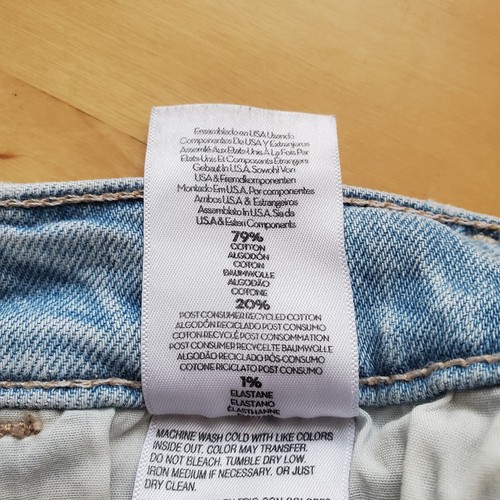 Ensamblado en USA Usando
Componentes De USA Y Extranjeros
Assemblé Aux Etats-Unis À La Fois Par
Etats-Unis Et Composants Étrangers
Gebaut In U.S.A. Sowohl Von
USA & Fremdkomponenten
Montado Em U.S.A. Por componentes
Ambos U.S.A & Estrangeiros
Assemblato In U.S.A. Sia da
U.S.A & Esteri Componenti
79%
COTTON
ALGODÓN
COTON
BAUMWOLLE
ALGODÃO
COTONE
20%
POST CONSUMER RECYCLED COTTON
ALGODÓN RECICLADO POST CONSUMO
COTON RECYCLÉ POST CONSOMMATION
POST CONSUMER RECYCELTE BAUMWOLLE
ALGODÃO RECICLADO PÓS-CONSUMO
COTONE RICICLATO POST CONSUMO
1%
ELASTANE
ELASTANO
ÉLASTHANNE
MACHINE WASH COLD WITH LIKE COLORS
INSIDE OUT. COLOR MAY TRANSFER.
DO NOT BLEACH. TUMBLE DRY LOW.
IRON MEDIUM IF NECESSARY. OR JUST
DRY CLEAN.